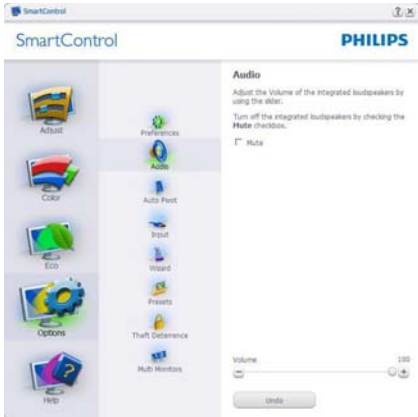 SmartControl
SmartControl
PHILIPS
Adjust
Color
Eco
Options
Help
Preferences
Audio
Auto Pivot
Input
Wizard
Presets
Theft Deterrence
Multi Monitors
Audio
Adjust the Volume of the integrated loudspeakers by
using the slider.
Turn off the integrated loudspeakers by checking the
Mute checkbox.
Mute
Volume 100
Undo